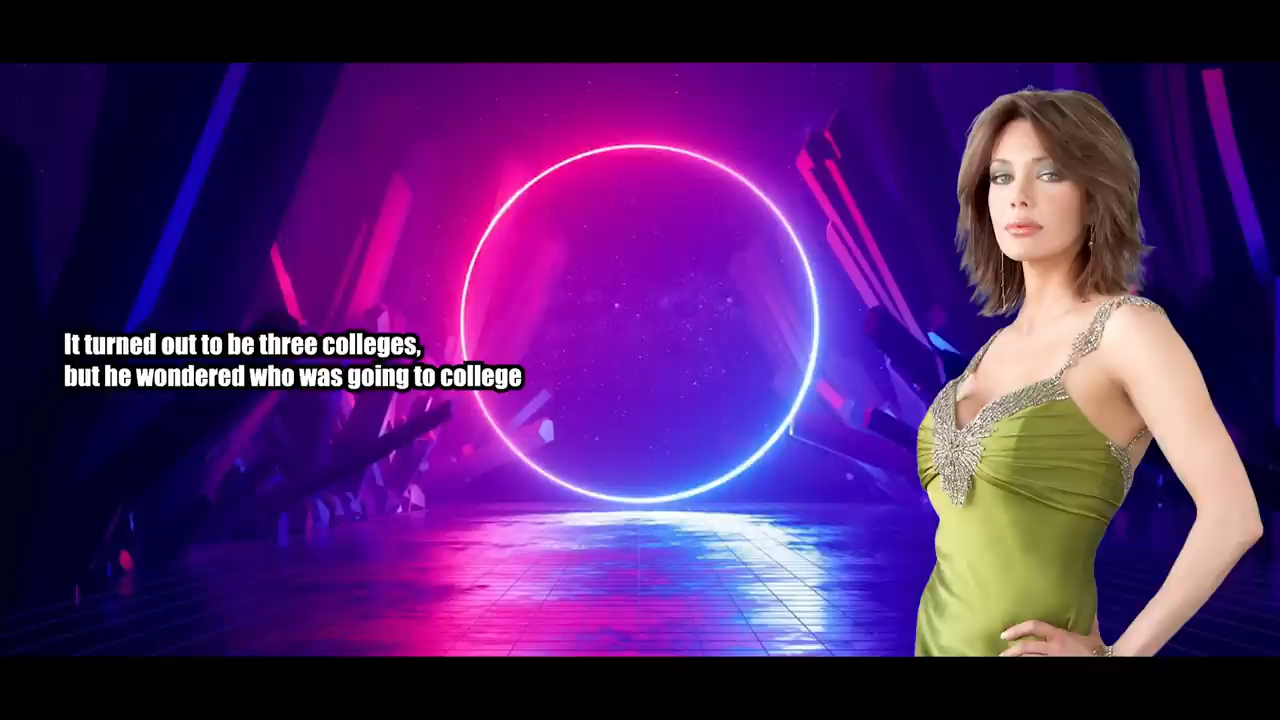 It turned out to be three colleges,
but he wondered who was going to college